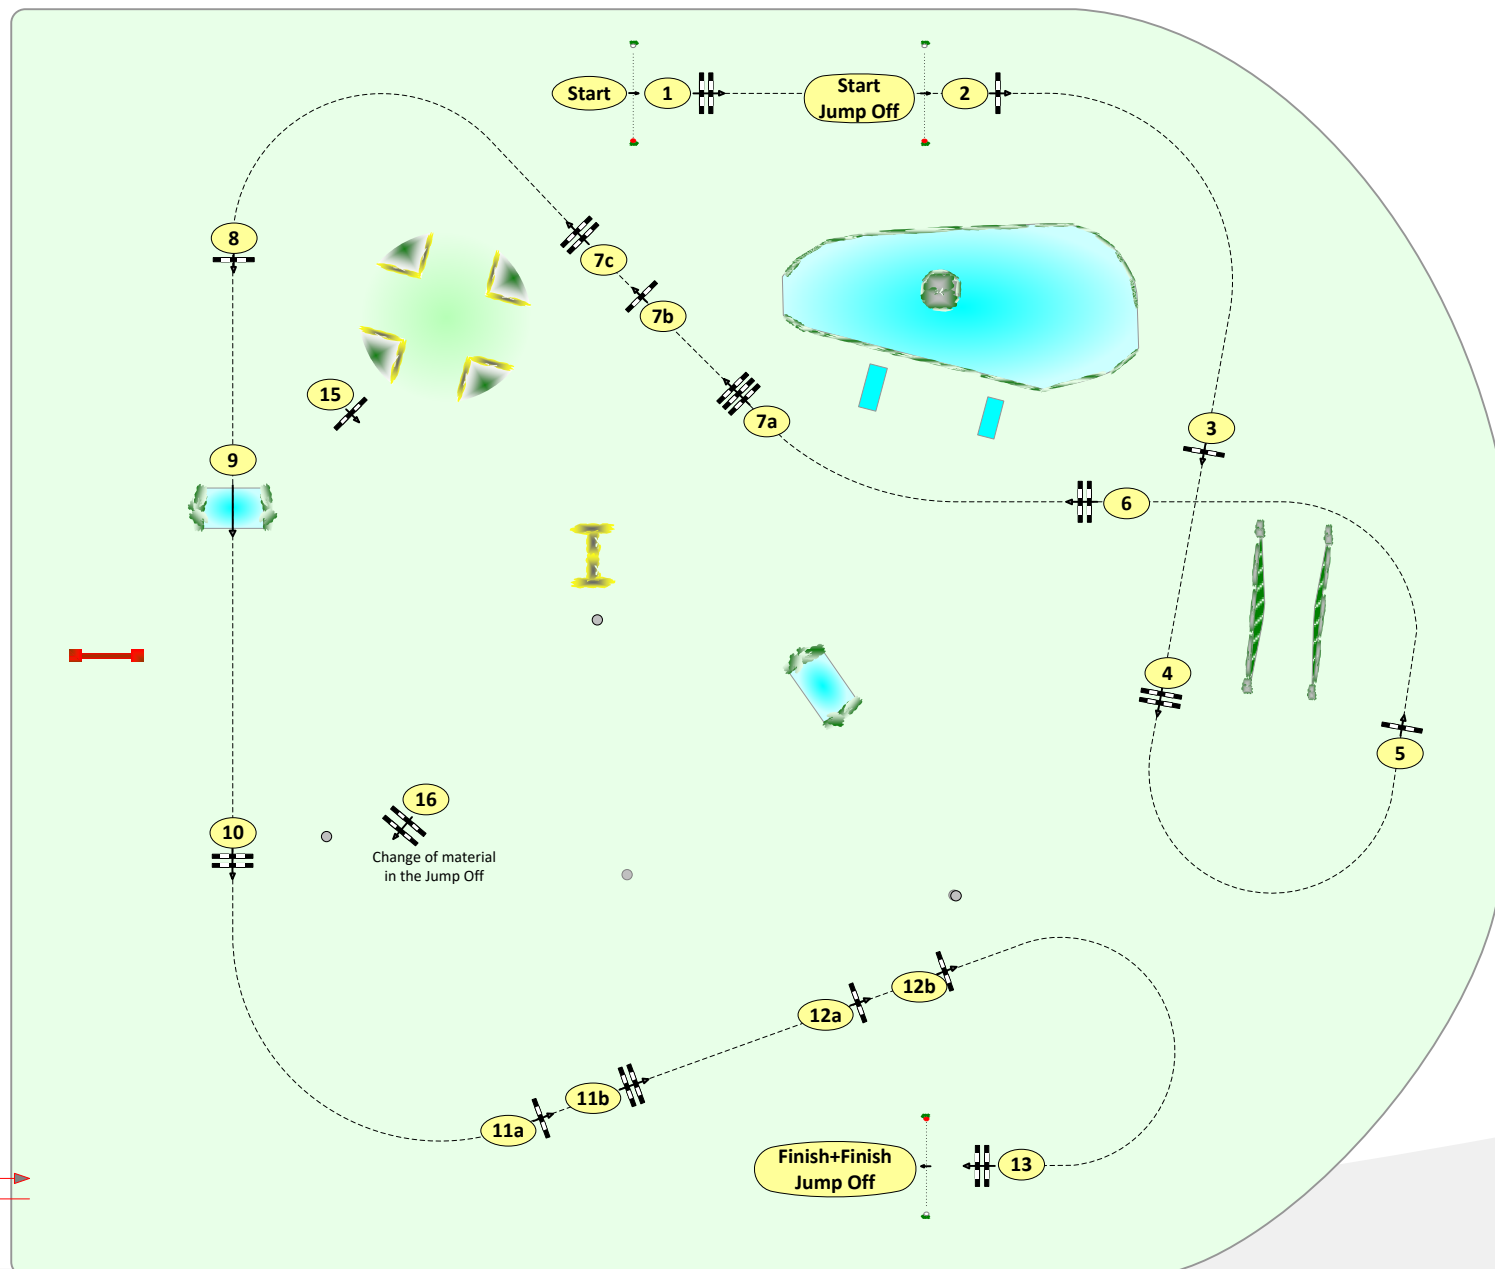 Start
1
Start
Jump Off
2
8
7c
7b
15
7a
3
9
6
4
5
16
10
Change of material
in the Jump Off
12b
12a
11b
11a
Finish+Finish
Jump Off
13